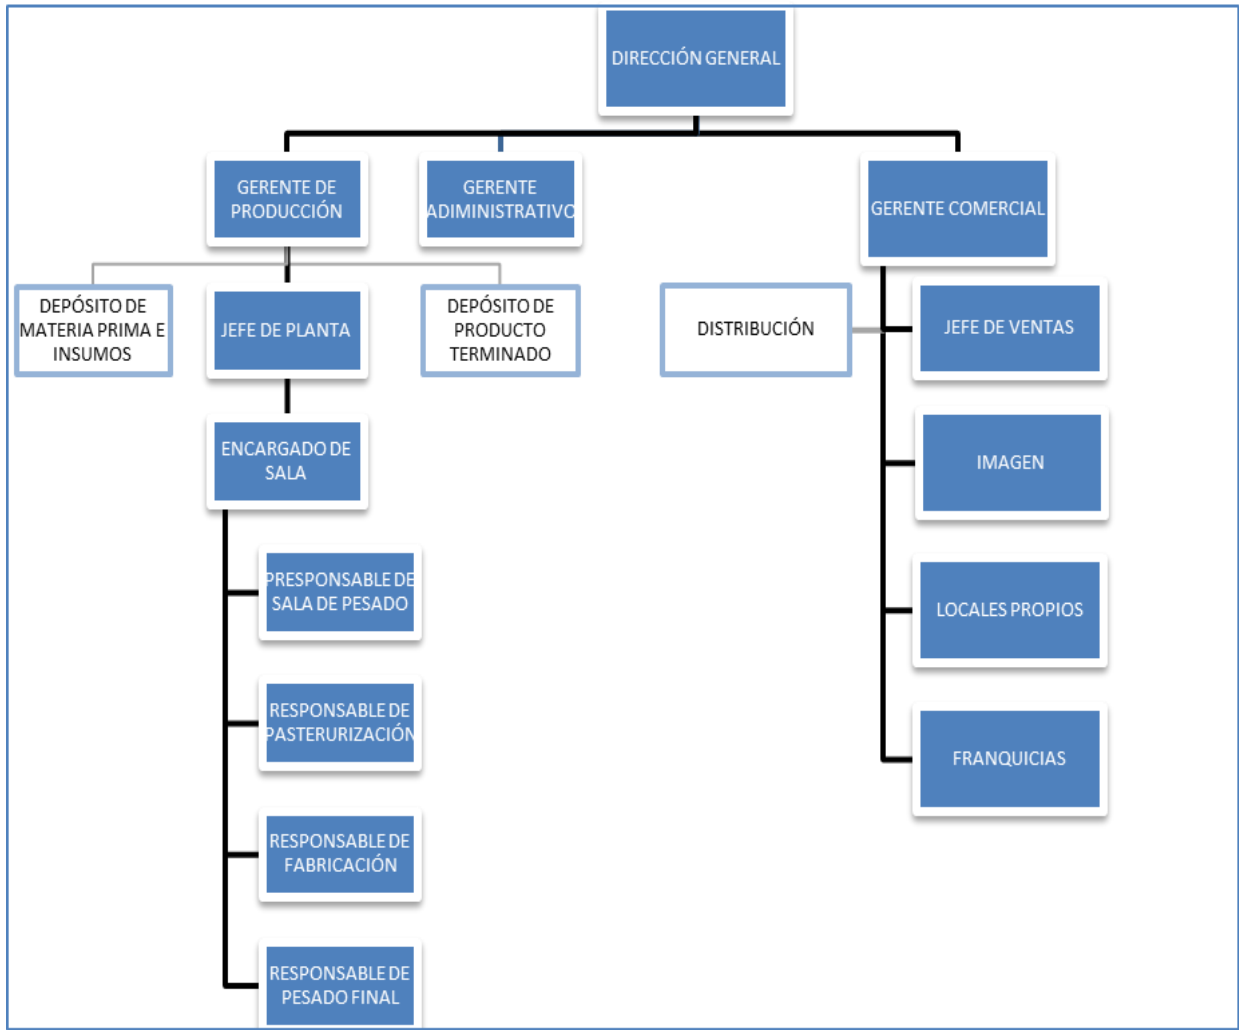 DIRECCIÓN GENERAL
GERENTE DE
PRODUCCIÓN
GERENTE
ADIMINISTRATIVO
GERENTE COMERCIAL
DEPÓSITO DE
MATERIA PRIMA E
INSUMOS
JEFE DE PLANTA
DEPÓSITO DE
PRODUCTO
TERMINADO
DISTRIBUCIÓN
JEFE DE VENTAS
ENCARGADO DE
SALA
IMAGEN
PRESPONSABLE DE
SALA DE PESADO
LOCALES PROPIOS
RESPONSABLE DE
PASTERURIZACIÓN
FRANQUICIAS
RESPONSABLE DE
FABRICACIÓN
RESPONSABLE DE
PESADO FINAL